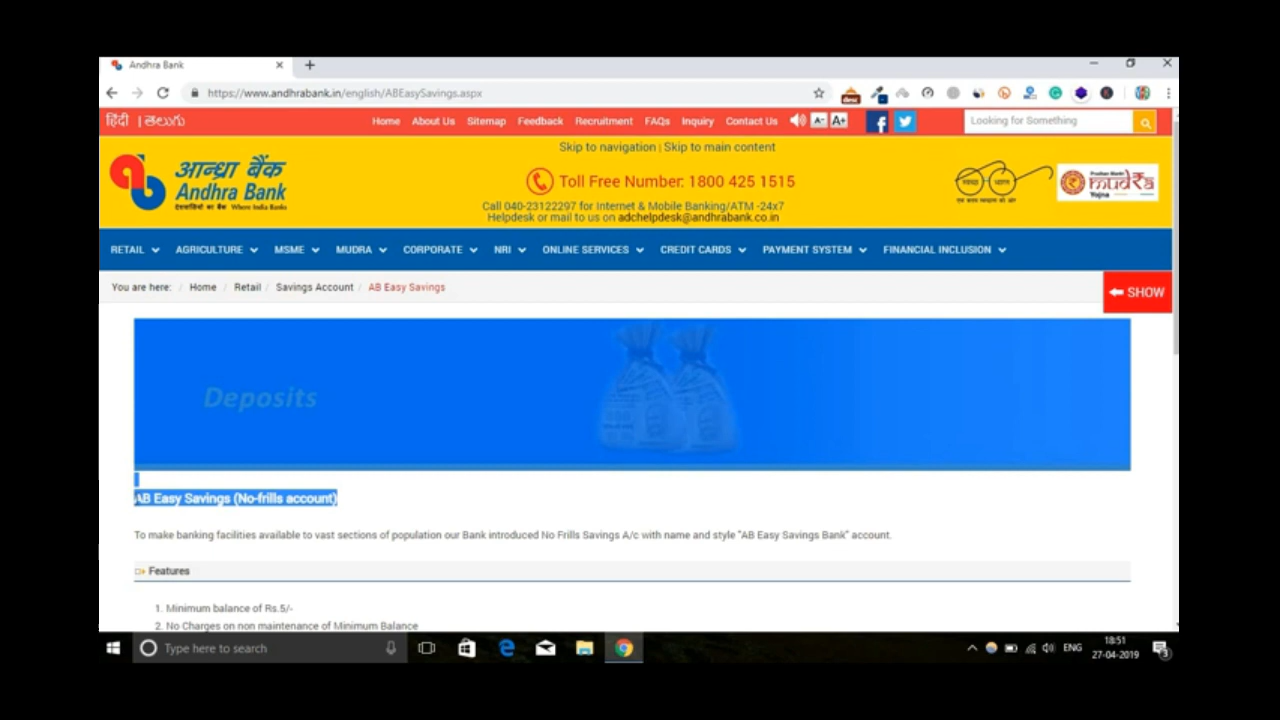 Andhra Bank
https://www.andhrabank.in/english/ABEasySavings.aspx
हिंदी | తెలుగు Home About Us Sitemap Feedback Recruitment FAQs Inquiry Contact Us A- A+ Looking for Something
Skip to navigation | Skip to main content
आन्ध्रा बैंक
Andhra Bank
Where India Banks
Toll Free Number: 1800 425 1515
Call 040-23122297 for Internet & Mobile Banking/ATM -24x7
Helpdesk or mail to us on adchelpdesk@andhrabank.co.in
Pradhan Mantri
mudRa
Yojna
RETAIL AGRICULTURE MSME MUDRA CORPORATE NRI ONLINE SERVICES CREDIT CARDS PAYMENT SYSTEM FINANCIAL INCLUSION
You are here: / Home / Retail / Savings Account / AB Easy Savings
SHOW
Deposits
AB Easy Savings (No-frills account)
To make banking facilities available to vast sections of population our Bank introduced No Frills Savings A/c with name and style "AB Easy Savings Bank" account.
Features
1. Minimum balance of Rs.5/-
2. No Charges on non maintenance of Minimum Balance
Type here to search ENG 18:51
27-04-2019 3